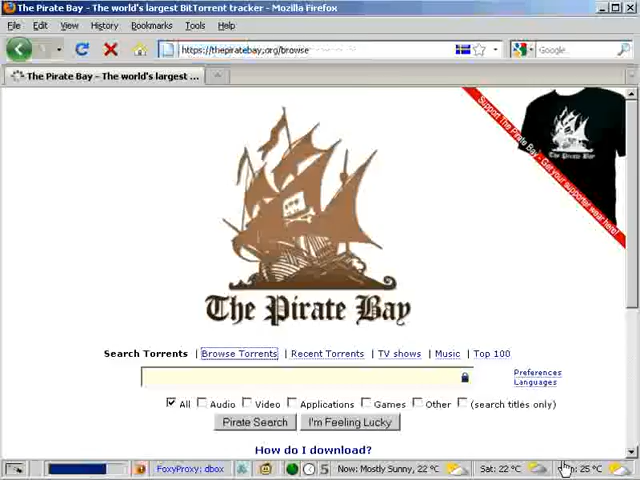 The Pirate Bay - The world's largest BitTorrent tracker - Mozilla Firefox
File Edit View History Bookmarks Tools Help
https://thepiratebay.org/browse
Google
The Pirate Bay - The world's largest ...
Support The Pirate Bay - Get your supporter wear here!
The Pirate Bay
The Pirate Bay
Search Torrents | Browse Torrents | Recent Torrents | TV shows | Music | Top 100
Preferences
Languages
All Audio Video Applications Games Other (search titles only)
Pirate Search I'm Feeling Lucky
How do I download?
FoxyProxy: dbox 5 Now: Mostly Sunny, 22 °C Sat: 22 °C 25 °C